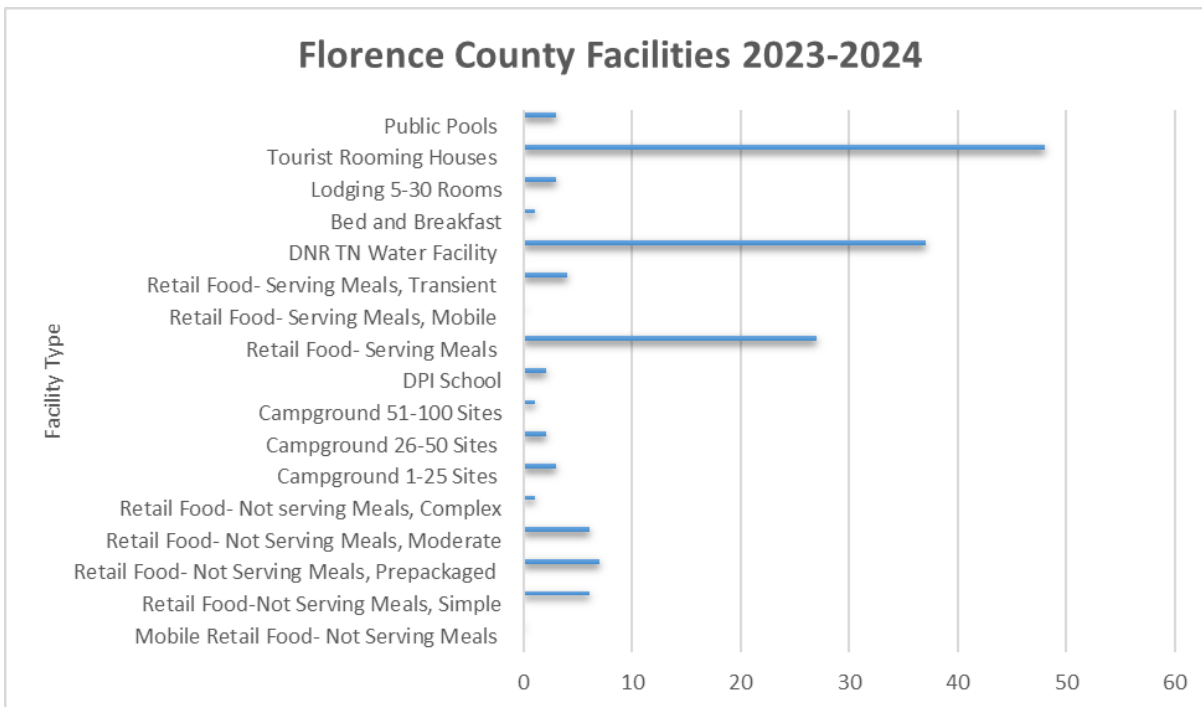 Florence County Facilities 2023-2024
Facility Type
Public Pools
Tourist Rooming Houses
Lodging 5-30 Rooms
Bed and Breakfast
DNR TN Water Facility
Retail Food- Serving Meals, Transient
Retail Food- Serving Meals, Mobile
Retail Food- Serving Meals
DPI School
Campground 51-100 Sites
Campground 26-50 Sites
Campground 1-25 Sites
Retail Food- Not serving Meals, Complex
Retail Food- Not Serving Meals, Moderate
Retail Food- Not Serving Meals, Prepackaged
Retail Food-Not Serving Meals, Simple
Mobile Retail Food- Not Serving Meals
0 10 20 30 40 50 60